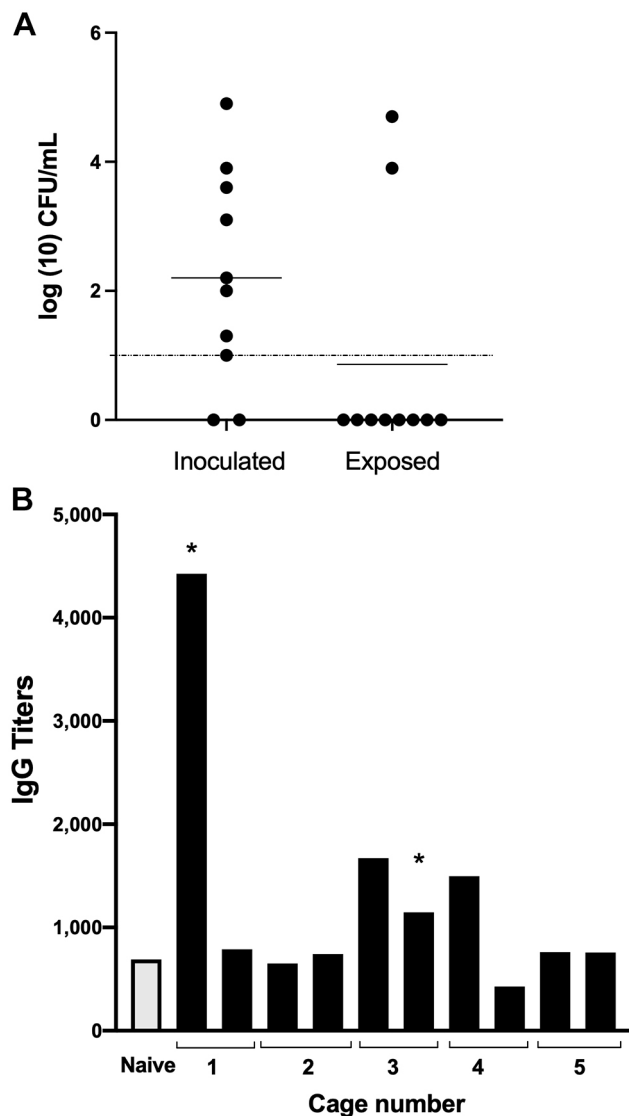 A
6
4
2
0
log (10) CFU/mL
Inoculated Exposed
B
5,000
4,000
3,000
2,000
1,000
0
IgG Titers
*
*
Naive 1 2 3 4 5
Cage number